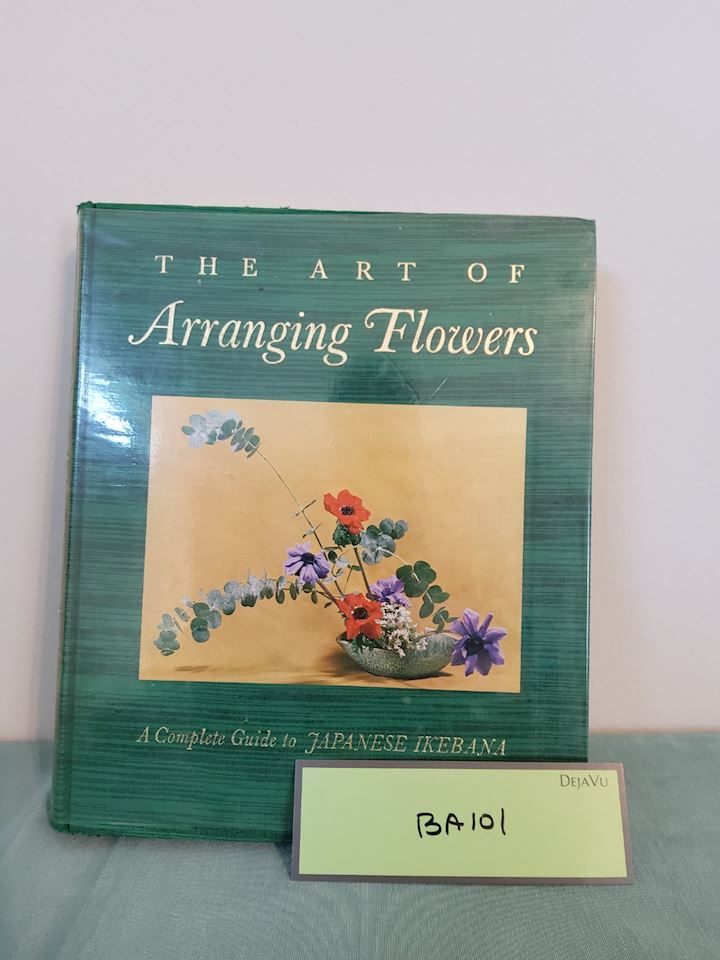 THE ART OF
Arranging Flowers
A Complete Guide to JAPANESE IKEBANA
DEJAVU
BA101